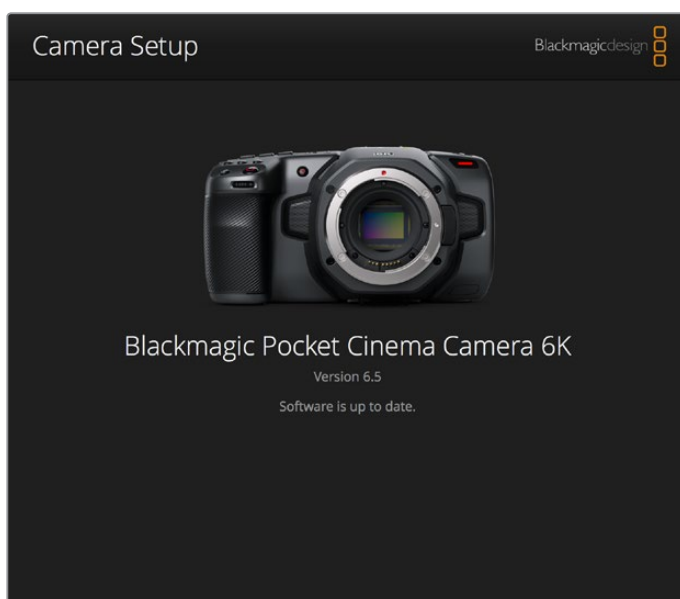 Camera Setup
Blackmagicdesign
Blackmagic Pocket Cinema Camera 6K
Version 6.5
Software is up to date.